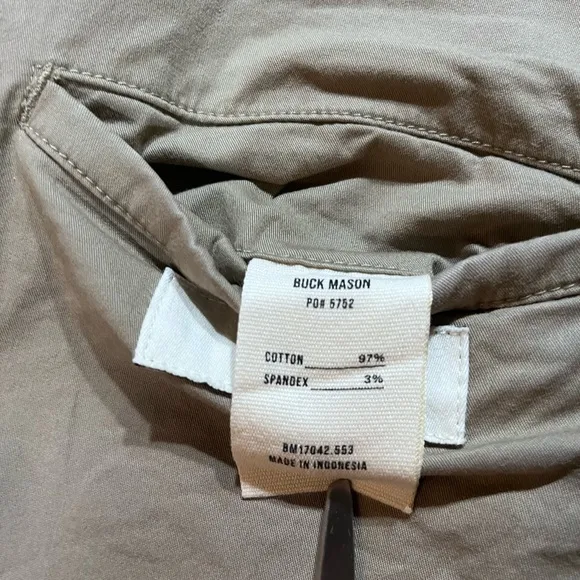 BUCK MASON
PO# 5752
COTTON 97%
SPANDEX 3%
BM17042.553
MADE IN INDONESIA